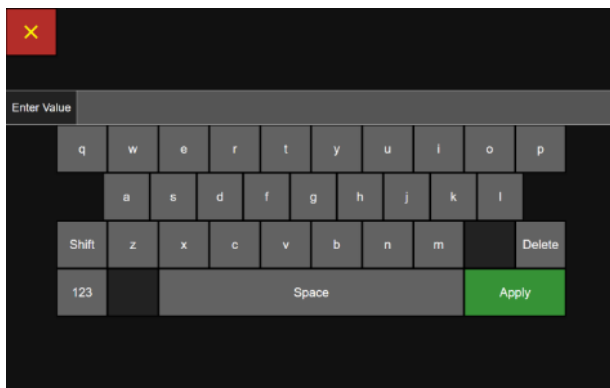 ×
Enter Value
q w e r t y u i o p
a s d f g h j k l
Shift z x c v b n m Delete
123 Space Apply